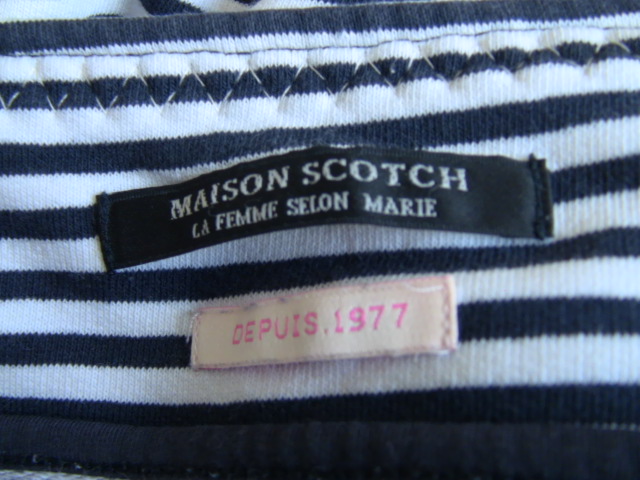 MAISON SCOTCH
LA FEMME SELON MARIE
DEPUIS.1977